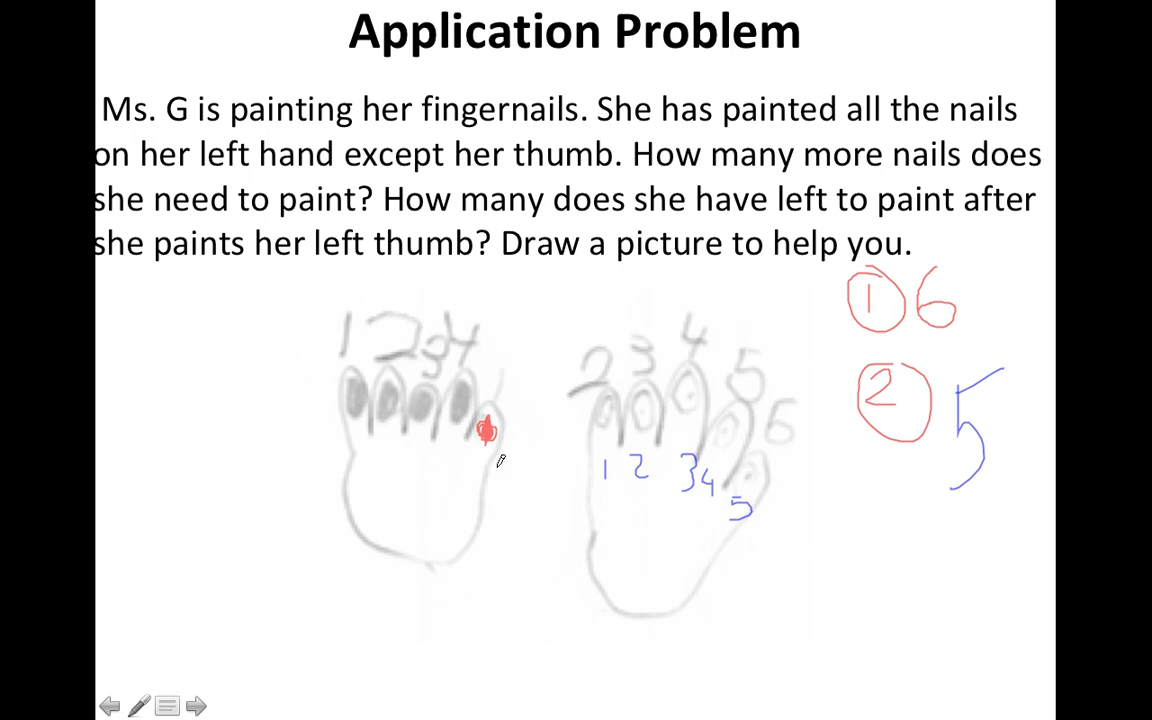 Application Problem
Ms. G is painting her fingernails. She has painted all the nails
on her left hand except her thumb. How many more nails does
she need to paint? How many does she have left to paint after
she paints her left thumb? Draw a picture to help you.
1 6
2 5
1 2 3 4
2 3 4 5 6
1 2 3 4 5